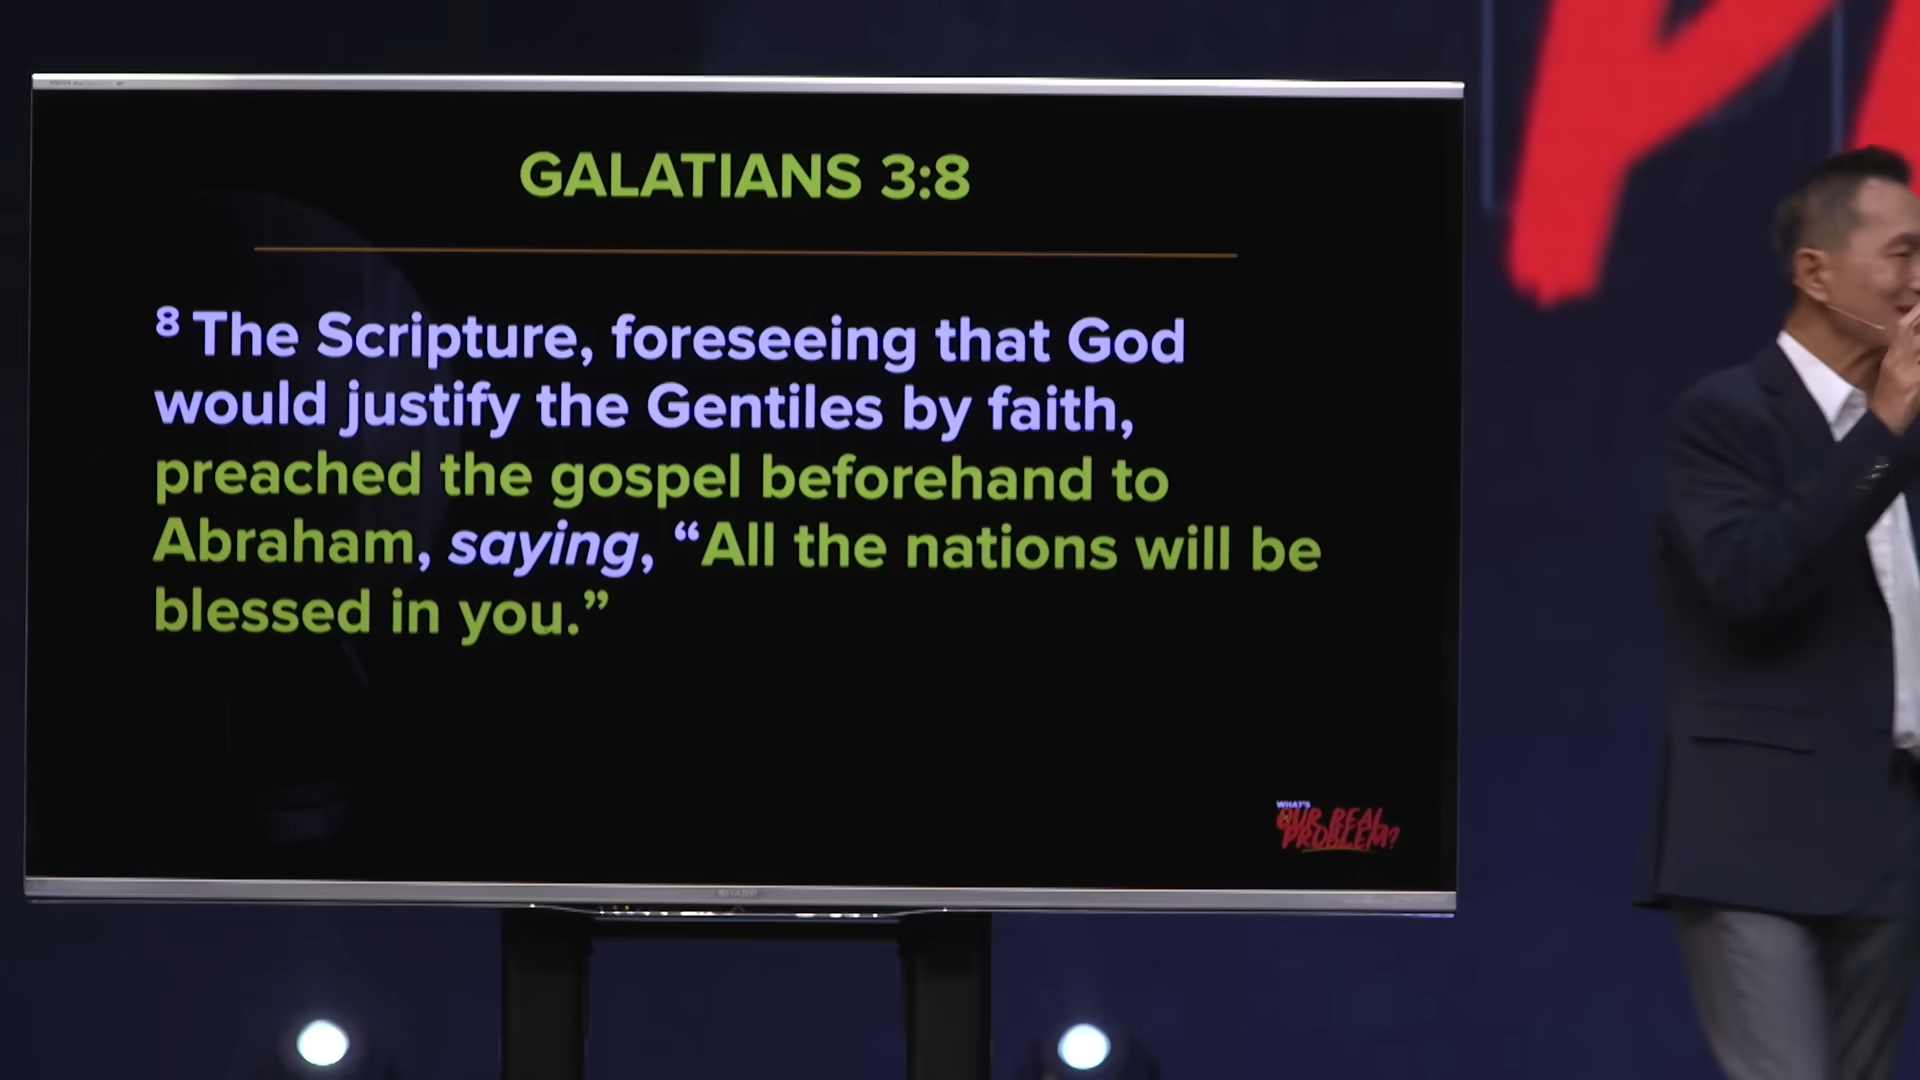 GALATIANS 3:8
8 The Scripture, foreseeing that God
would justify the Gentiles by faith,
preached the gospel beforehand to
Abraham, saying, “All the nations will be
blessed in you.”
WHAT'S
OUR REAL
PROBLEM?
SHARP